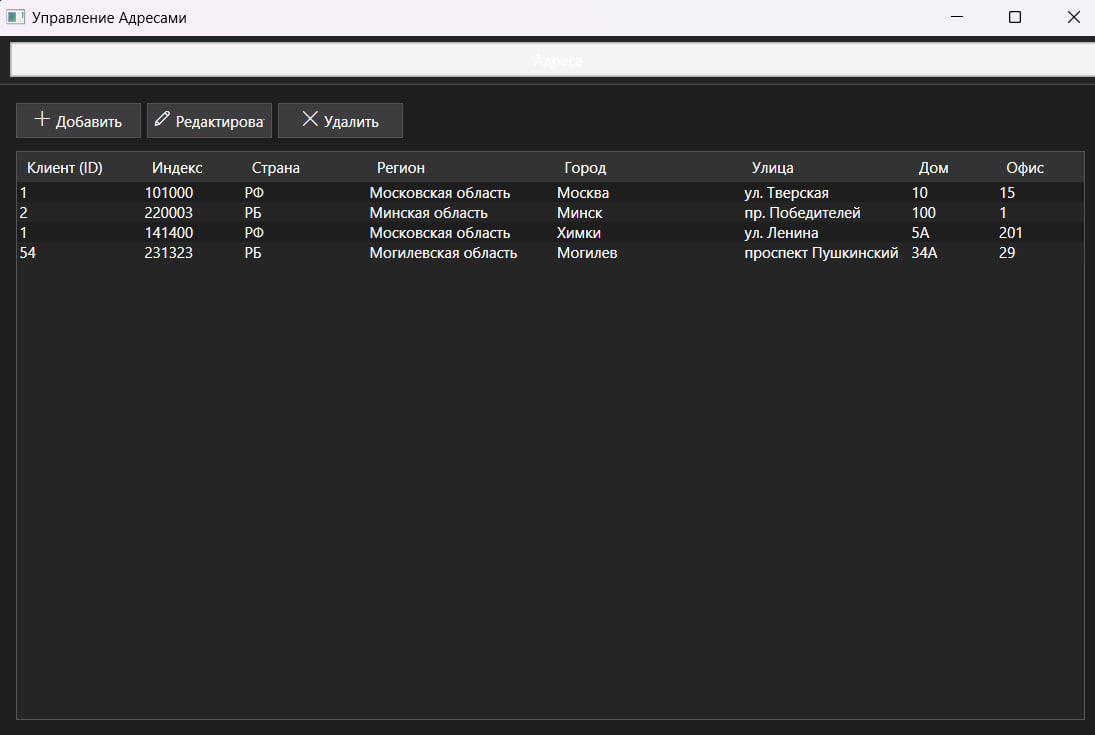 Управление Адресами
Адреса
Добавить Редактироват Удалить
Клиент (ID) Индекс Страна Регион Город Улица Дом Офис
1 101000 РФ Московская область Москва ул. Тверская 10 15
2 220003 РБ Минская область Минск пр. Победителей 100 1
1 141400 РФ Московская область Химки ул. Ленина 5А 201
54 231323 РБ Могилевская область Могилев проспект Пушкинский 34А 29